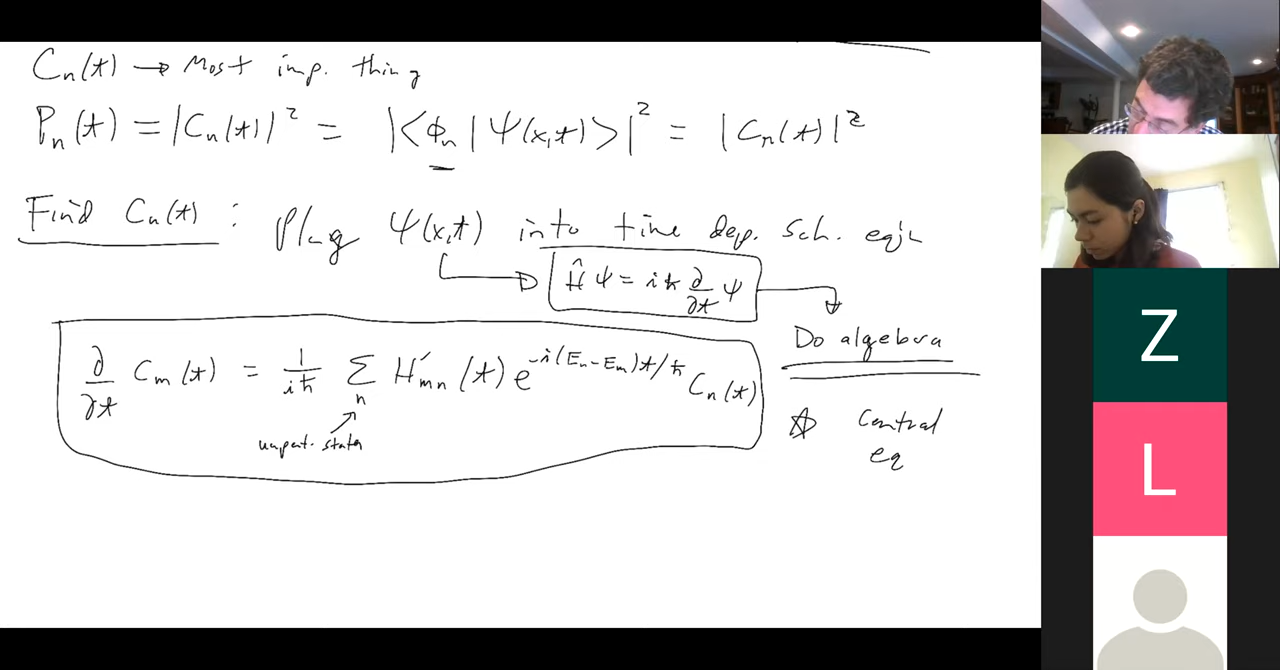 Cn(t) → Most imp. thing
Pn(t) = |Cn(t)|² = |<ϕn|Ψ(x,t)>|² = |Cn(t)|²
Find Cn(t) : Plug Ψ(x,t) into time dep. Sch. eq'n
Ĥ Ψ = iħ ∂/∂t Ψ
Do algebra
∂/∂t Cm(t) = 1/iħ Σn H'mn(t) e^-i(En-Em)t/ħ Cn(t)
unpert. states
☆ Central
eq
Z
L